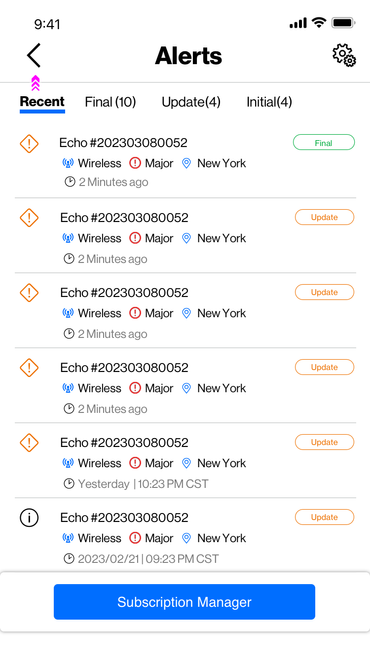 9:41
Alerts
Recent Final (10) Update(4) Initial(4)
Echo #202303080052 Final
Wireless Major New York
2 Minutes ago
Echo #202303080052 Update
Wireless Major New York
2 Minutes ago
Echo #202303080052 Update
Wireless Major New York
2 Minutes ago
Echo #202303080052 Update
Wireless Major New York
2 Minutes ago
Echo #202303080052 Update
Wireless Major New York
Yesterday | 10:23 PM CST
Echo #202303080052 Update
Wireless Major New York
2023/02/21 | 09:23 PM CST
Subscription Manager